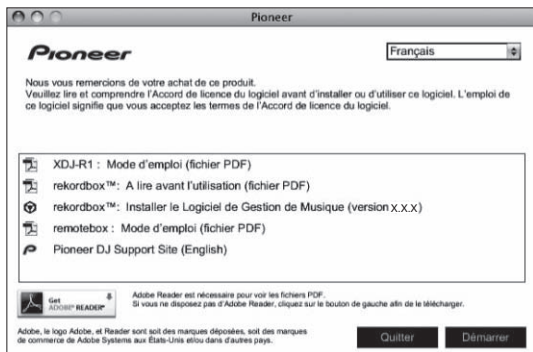 Pioneer
Pioneer
Français
Nous vous remercions de votre achat de ce produit.
Veuillez lire et comprendre l'Accord de licence du logiciel avant d'installer ou d'utiliser ce logiciel. L'emploi de
ce logiciel signifie que vous acceptez les termes de l'Accord de licence du logiciel.
XDJ-R1 : Mode d'emploi (fichier PDF)
rekordbox™: A lire avant l'utilisation (fichier PDF)
rekordbox™: Installer le Logiciel de Gestion de Musique (version X.X.X)
remotebox : Mode d'emploi (fichier PDF)
Pioneer DJ Support Site (English)
Get
ADOBE® READER®
Adobe Reader est nécessaire pour voir les fichiers PDF.
Si vous ne disposez pas d'Adobe Reader, cliquez sur le bouton de gauche afin de le télécharger.
Adobe, le logo Adobe, et Reader sont soit des marques déposées, soit des marques
de commerce de Adobe Systems aux États-Unis et/ou dans d'autres pays.
Quitter
Démarrer